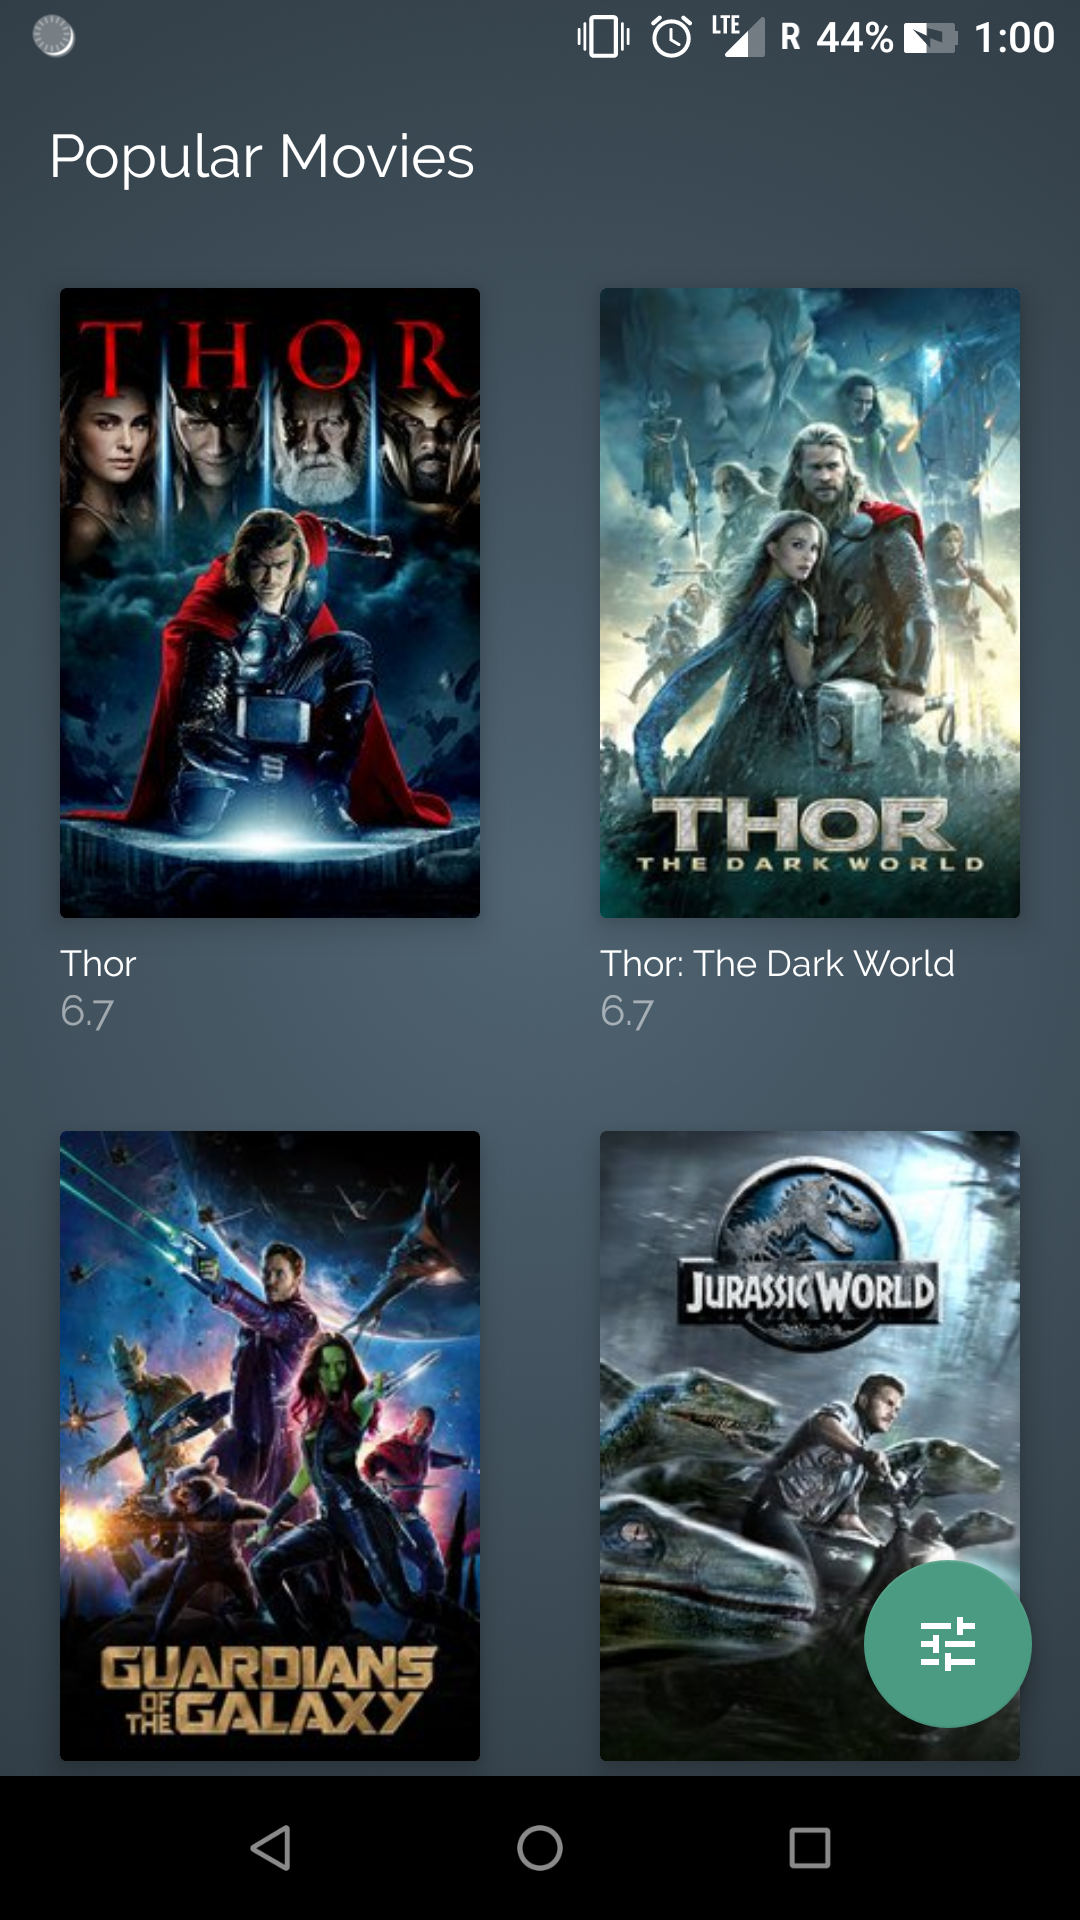 LTE R 44% 1:00
Popular Movies
THOR
THOR
THE DARK WORLD
Thor
6.7
Thor: The Dark World
6.7
JURASSIC WORLD
GUARDIANS
OF
THE GALAXY